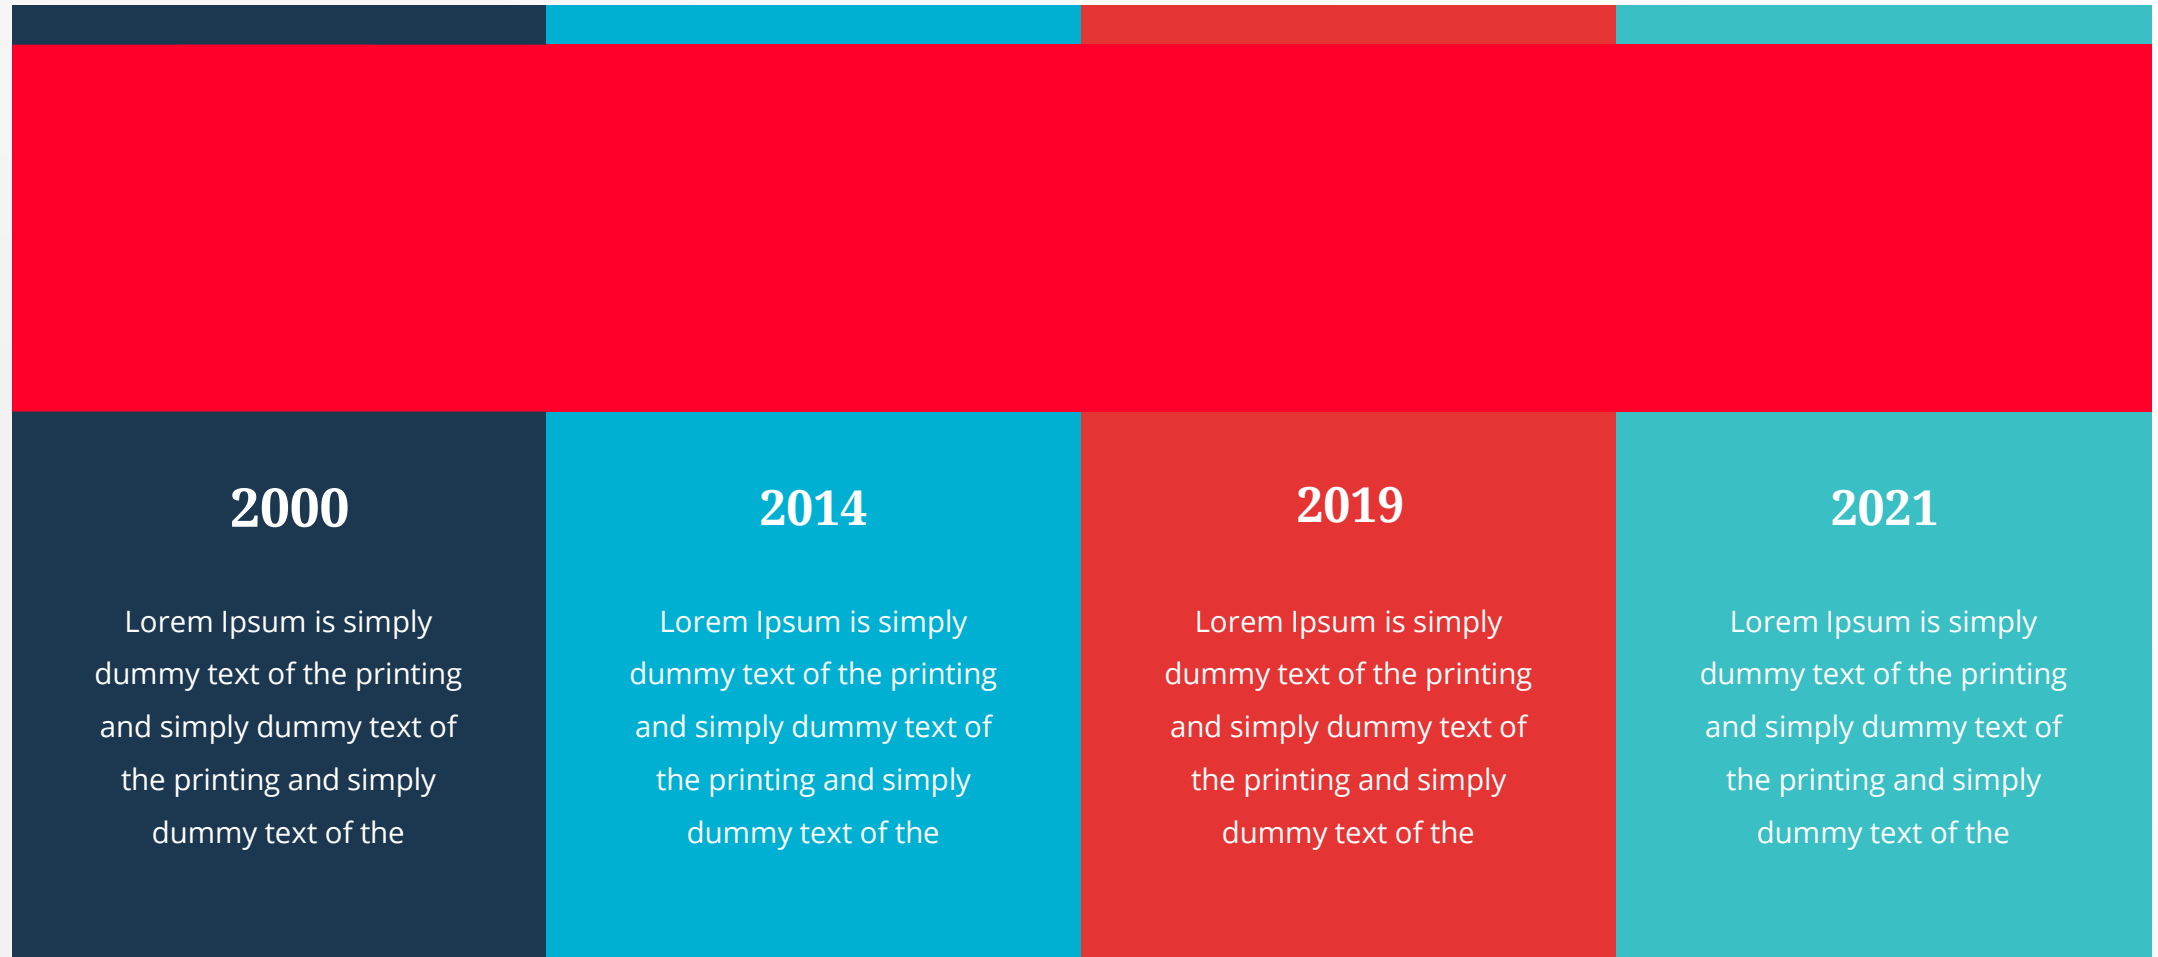 2000
Lorem Ipsum is simply
dummy text of the printing
and simply dummy text of
the printing and simply
dummy text of the
2014
Lorem Ipsum is simply
dummy text of the printing
and simply dummy text of
the printing and simply
dummy text of the
2019
Lorem Ipsum is simply
dummy text of the printing
and simply dummy text of
the printing and simply
dummy text of the
2021
Lorem Ipsum is simply
dummy text of the printing
and simply dummy text of
the printing and simply
dummy text of the